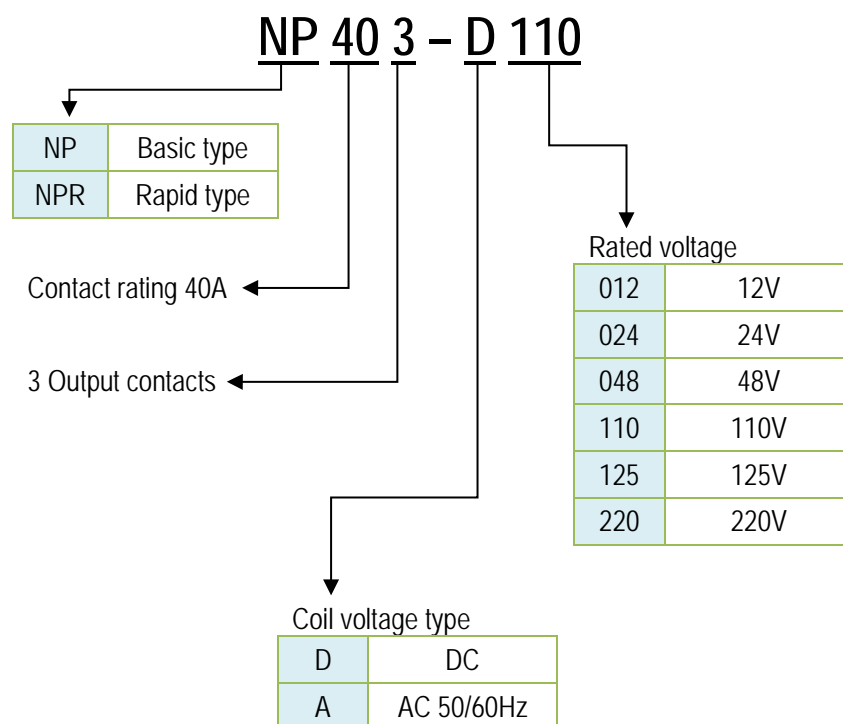 NP 40 3 – D 110
NP Basic type
NPR Rapid type
Contact rating 40A
3 Output contacts
Rated voltage
012 12V
024 24V
048 48V
110 110V
125 125V
220 220V
Coil voltage type
D DC
A AC 50/60Hz